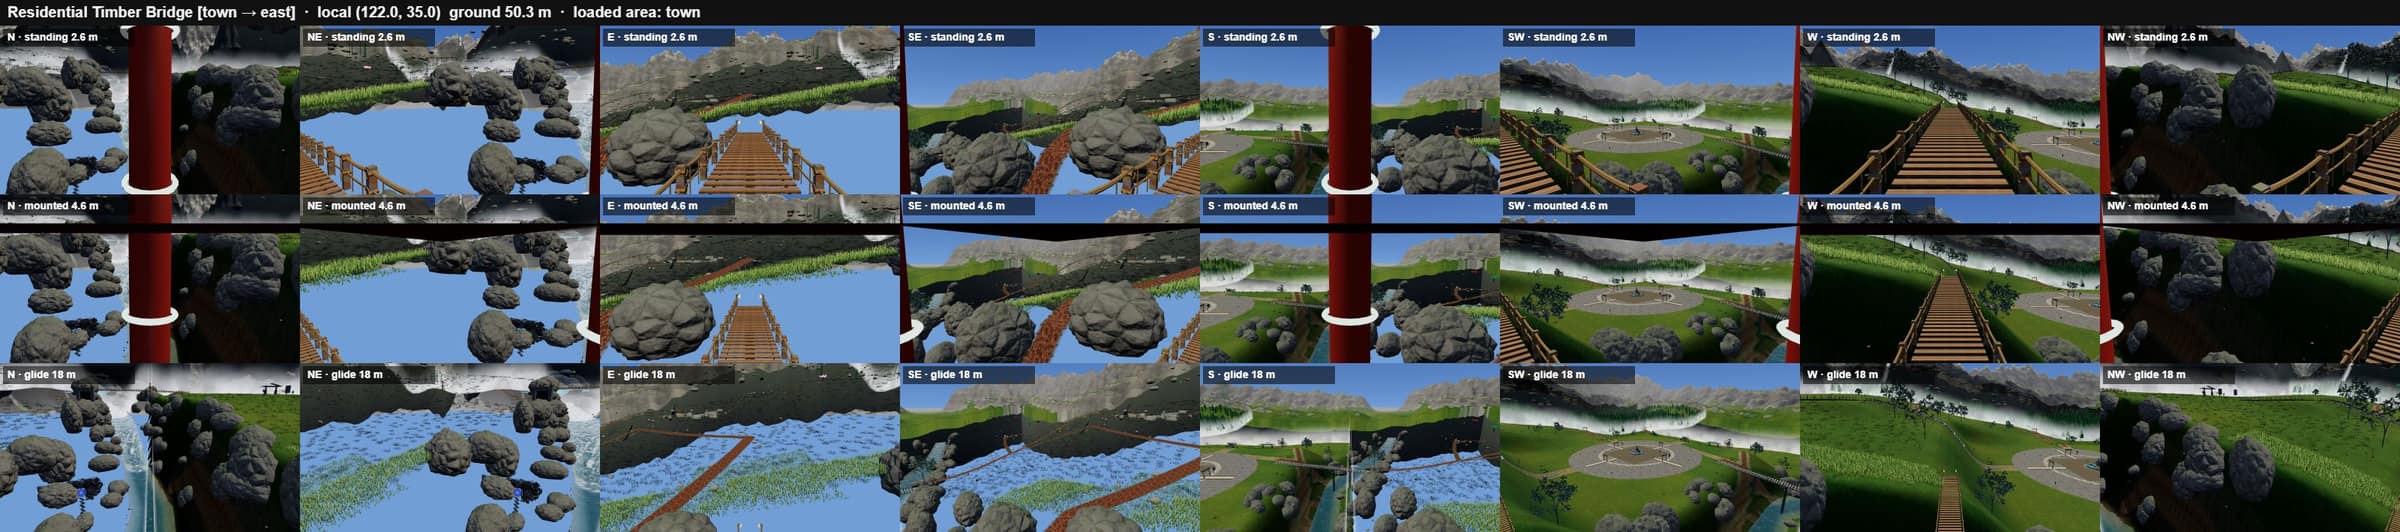 Residential Timber Bridge [town → east] · local (122.0, 35.0) ground 50.3 m · loaded area: town
N · standing 2.6 m
NE · standing 2.6 m
E · standing 2.6 m
SE · standing 2.6 m
S · standing 2.6 m
SW · standing 2.6 m
W · standing 2.6 m
NW · standing 2.6 m
N · mounted 4.6 m
NE · mounted 4.6 m
E · mounted 4.6 m
SE · mounted 4.6 m
S · mounted 4.6 m
SW · mounted 4.6 m
W · mounted 4.6 m
NW · mounted 4.6 m
N · glide 18 m
NE · glide 18 m
E · glide 18 m
SE · glide 18 m
S · glide 18 m
SW · glide 18 m
W · glide 18 m
NW · glide 18 m